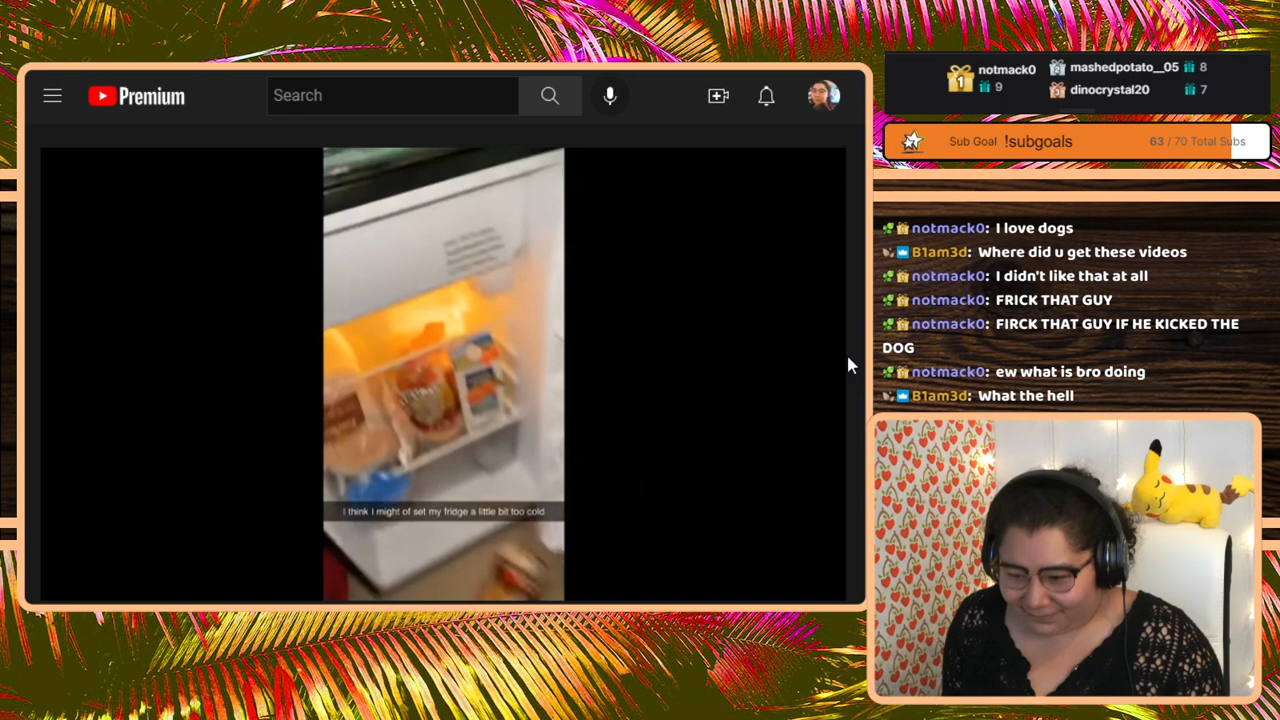 Premium
Search
notmack0
9
mashedpotato__05 8
dinocrystal20 7
Sub Goal !subgoals 63 / 70 Total Subs
notmack0: I love dogs
B1am3d: Where did u get these videos
notmack0: I didn't like that at all
notmack0: FRICK THAT GUY
notmack0: FIRCK THAT GUY IF HE KICKED THE
DOG
notmack0: ew what is bro doing
B1am3d: What the hell
I think I might of set my fridge a little bit too cold